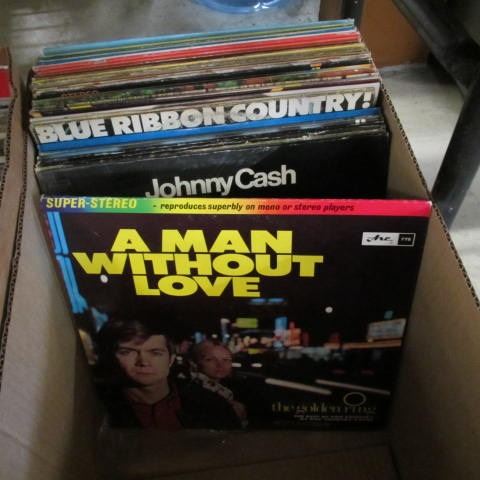 BLUE RIBBON COUNTRY!
Johnny Cash
SUPER-STEREO - reproduces superbly on mono or stereo players
A MAN
WITHOUT
LOVE
Arc
the golden ring